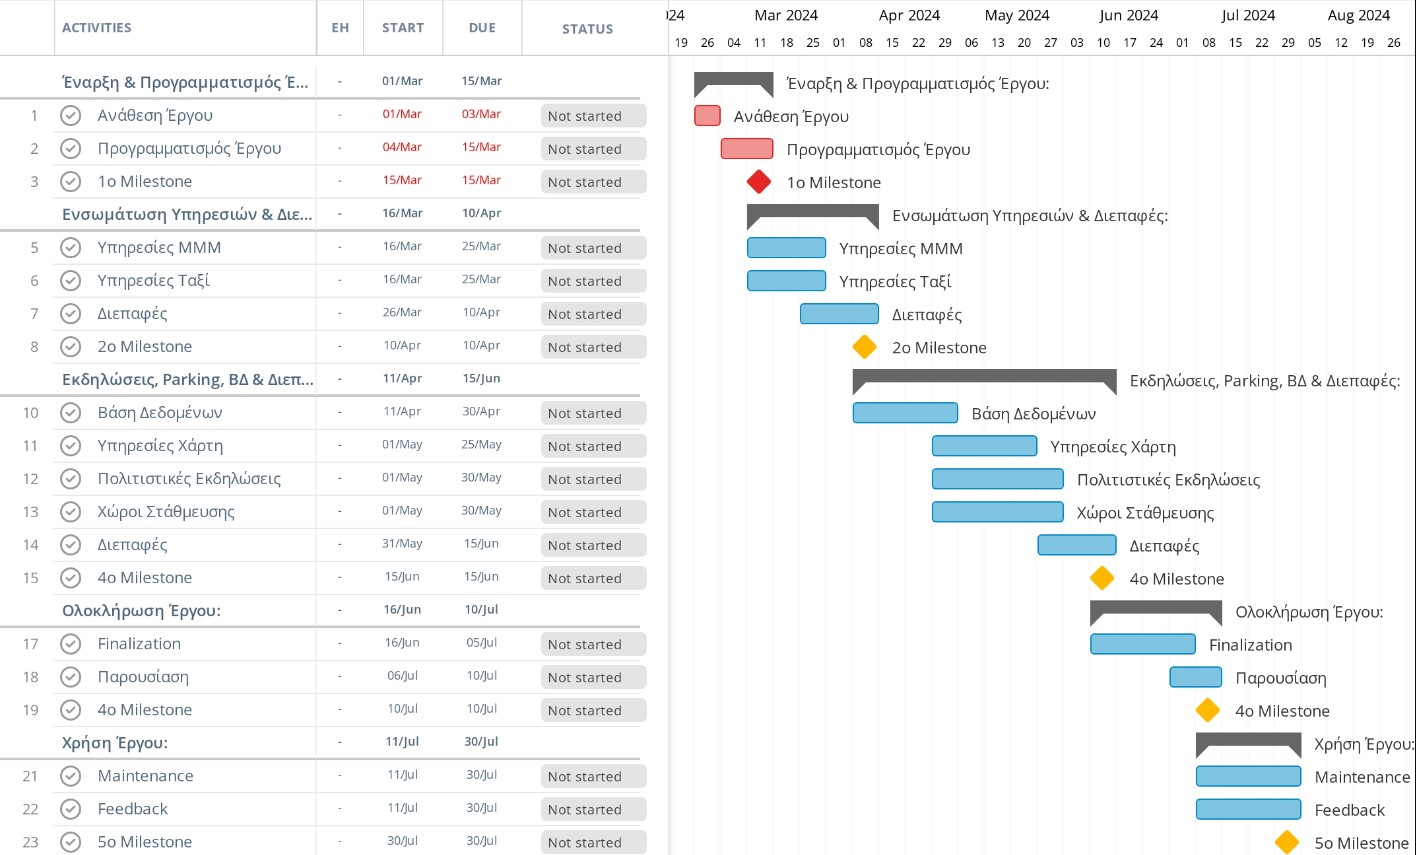 ACTIVITIES EH START DUE STATUS
024 Mar 2024 Apr 2024 May 2024 Jun 2024 Jul 2024 Aug 2024
19 26 04 11 18 25 01 08 15 22 29 06 13 20 27 03 10 17 24 01 08 15 22 29 05 12 19 26
Έναρξη & Προγραμματισμός Έ... - 01/Mar 15/Mar Έναρξη & Προγραμματισμός Έργου:
1 Ανάθεση Έργου - 01/Mar 03/Mar Not started Ανάθεση Έργου
2 Προγραμματισμός Έργου - 04/Mar 15/Mar Not started Προγραμματισμός Έργου
3 1ο Milestone - 15/Mar 15/Mar Not started 1ο Milestone
Ενσωμάτωση Υπηρεσιών & Διε... - 16/Mar 10/Apr Ενσωμάτωση Υπηρεσιών & Διεπαφές:
5 Υπηρεσίες ΜΜΜ - 16/Mar 25/Mar Not started Υπηρεσίες ΜΜΜ
6 Υπηρεσίες Ταξί - 16/Mar 25/Mar Not started Υπηρεσίες Ταξί
7 Διεπαφές - 26/Mar 10/Apr Not started Διεπαφές
8 2ο Milestone - 10/Apr 10/Apr Not started 2ο Milestone
Εκδηλώσεις, Parking, ΒΔ & Διεπ... - 11/Apr 15/Jun Εκδηλώσεις, Parking, ΒΔ & Διεπαφές:
10 Βάση Δεδομένων - 11/Apr 30/Apr Not started Βάση Δεδομένων
11 Υπηρεσίες Χάρτη - 01/May 25/May Not started Υπηρεσίες Χάρτη
12 Πολιτιστικές Εκδηλώσεις - 01/May 30/May Not started Πολιτιστικές Εκδηλώσεις
13 Χώροι Στάθμευσης - 01/May 30/May Not started Χώροι Στάθμευσης
14 Διεπαφές - 31/May 15/Jun Not started Διεπαφές
15 4ο Milestone - 15/Jun 15/Jun Not started 4ο Milestone
Ολοκλήρωση Έργου: - 16/Jun 10/Jul Ολοκλήρωση Έργου:
17 Finalization - 16/Jun 05/Jul Not started Finalization
18 Παρουσίαση - 06/Jul 10/Jul Not started Παρουσίαση
19 4ο Milestone - 10/Jul 10/Jul Not started 4ο Milestone
Χρήση Έργου: - 11/Jul 30/Jul Χρήση Έργου:
21 Maintenance - 11/Jul 30/Jul Not started Maintenance
22 Feedback - 11/Jul 30/Jul Not started Feedback
23 5ο Milestone - 30/Jul 30/Jul Not started 5ο Milestone